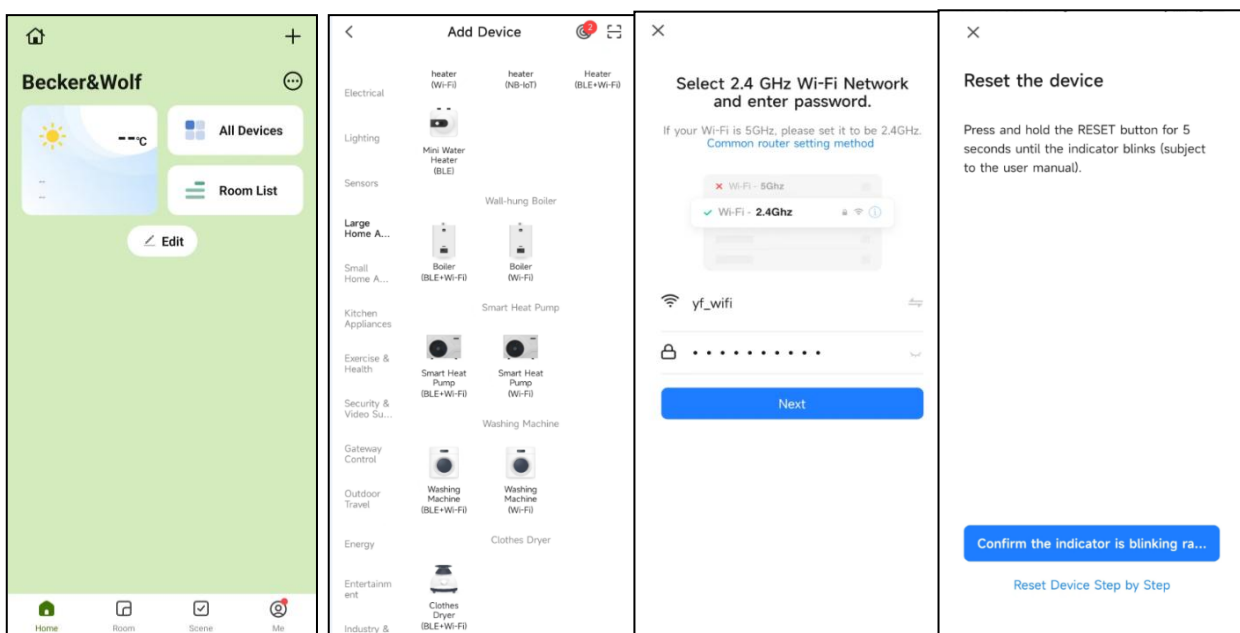 Becker&Wolf
--°C
All Devices
--
--
Room List
Edit
Home
Room
Scene
Me
Add Device
2
Electrical
Lighting
Sensors
Large
Home A...
Small
Home A...
Kitchen
Appliances
Exercise &
Health
Security &
Video Su...
Gateway
Control
Outdoor
Travel
Energy
Entertainm
ent
Industry &
heater
(Wi-Fi)
heater
(NB-IoT)
Heater
(BLE+Wi-Fi)
Mini Water
Heater
(BLE)
Wall-hung Boiler
Boiler
(BLE+Wi-Fi)
Boiler
(Wi-Fi)
Smart Heat Pump
Smart Heat
Pump
(BLE+Wi-Fi)
Smart Heat
Pump
(Wi-Fi)
Washing Machine
Washing
Machine
(BLE+Wi-Fi)
Washing
Machine
(Wi-Fi)
Clothes Dryer
Clothes
Dryer
(BLE+Wi-Fi)
Select 2.4 GHz Wi-Fi Network
and enter password.
If your Wi-Fi is 5GHz, please set it to be 2.4GHz.
Common router setting method
Wi-Fi - 5Ghz
Wi-Fi - 2.4Ghz
yf_wifi
Next
Reset the device
Press and hold the RESET button for 5
seconds until the indicator blinks (subject
to the user manual).
Confirm the indicator is blinking ra...
Reset Device Step by Step